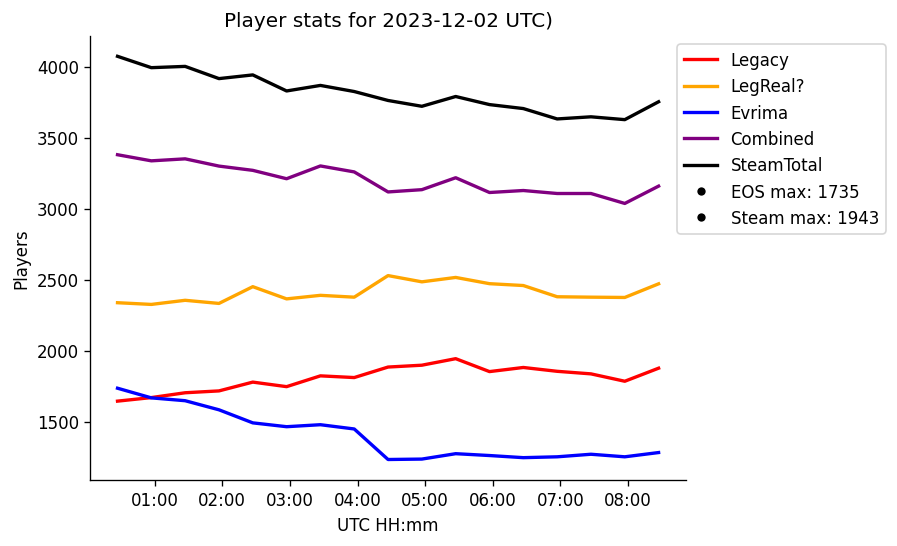 Player stats for 2023-12-02 UTC)
4000
3500
3000
2500
2000
1500
Players
01:00 02:00 03:00 04:00 05:00 06:00 07:00 08:00
UTC HH:mm
Legacy
LegReal?
Evrima
Combined
SteamTotal
EOS max: 1735
Steam max: 1943